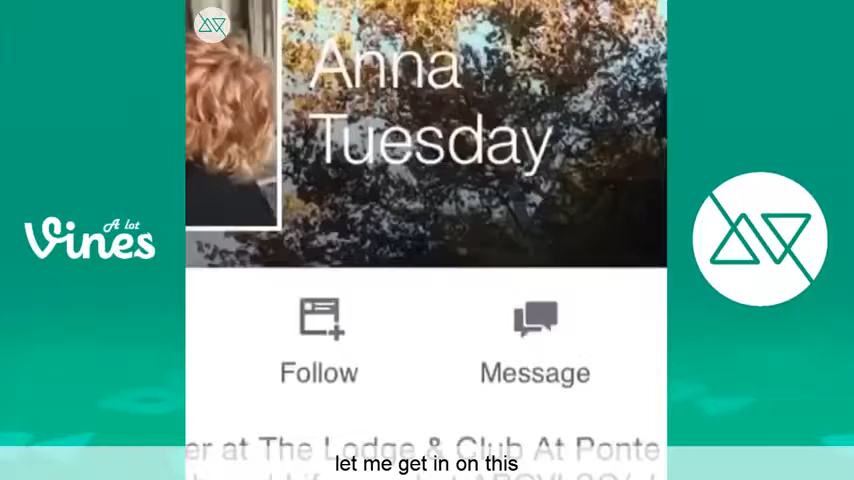 Anna
Tuesday
A lot
Vines
Follow
Message
er at The Lodge & Club At Ponte
let me get in on this